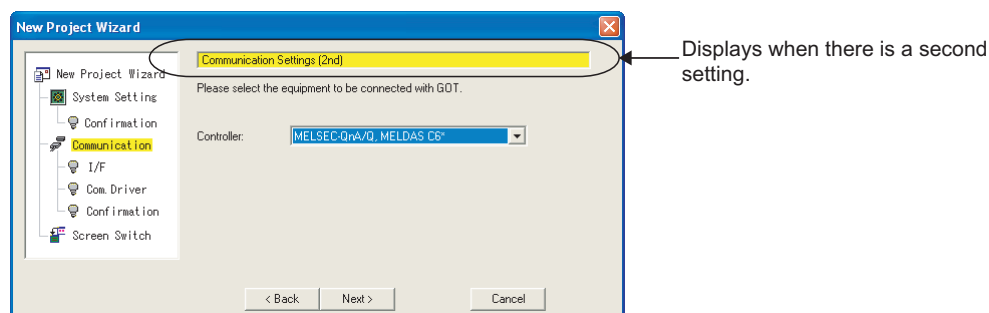 New Project Wizard
Communication Settings (2nd)
Displays when there is a second
setting.
New Project Wizard
System Setting
Confirmation
Communication
I/F
Com. Driver
Confirmation
Screen Switch
Please select the equipment to be connected with GOT.
Controller:
MELSEC-QnA/Q, MELDAS C6*
< Back
Next >
Cancel